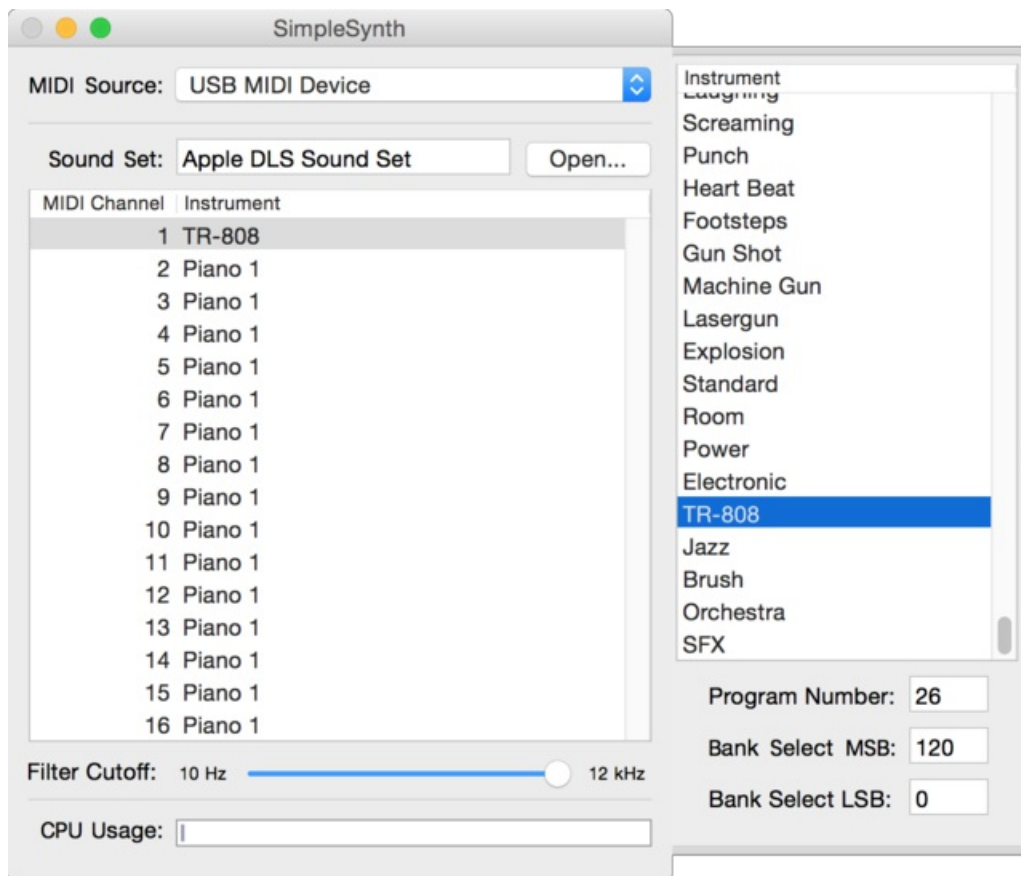 SimpleSynth
MIDI Source: USB MIDI Device
Sound Set: Apple DLS Sound Set Open...
MIDI Channel Instrument
1 TR-808
2 Piano 1
3 Piano 1
4 Piano 1
5 Piano 1
6 Piano 1
7 Piano 1
8 Piano 1
9 Piano 1
10 Piano 1
11 Piano 1
12 Piano 1
13 Piano 1
14 Piano 1
15 Piano 1
16 Piano 1
Filter Cutoff: 10 Hz 12 kHz
CPU Usage:
Instrument
Laughing
Screaming
Punch
Heart Beat
Footsteps
Gun Shot
Machine Gun
Lasergun
Explosion
Standard
Room
Power
Electronic
TR-808
Jazz
Brush
Orchestra
SFX
Program Number: 26
Bank Select MSB: 120
Bank Select LSB: 0